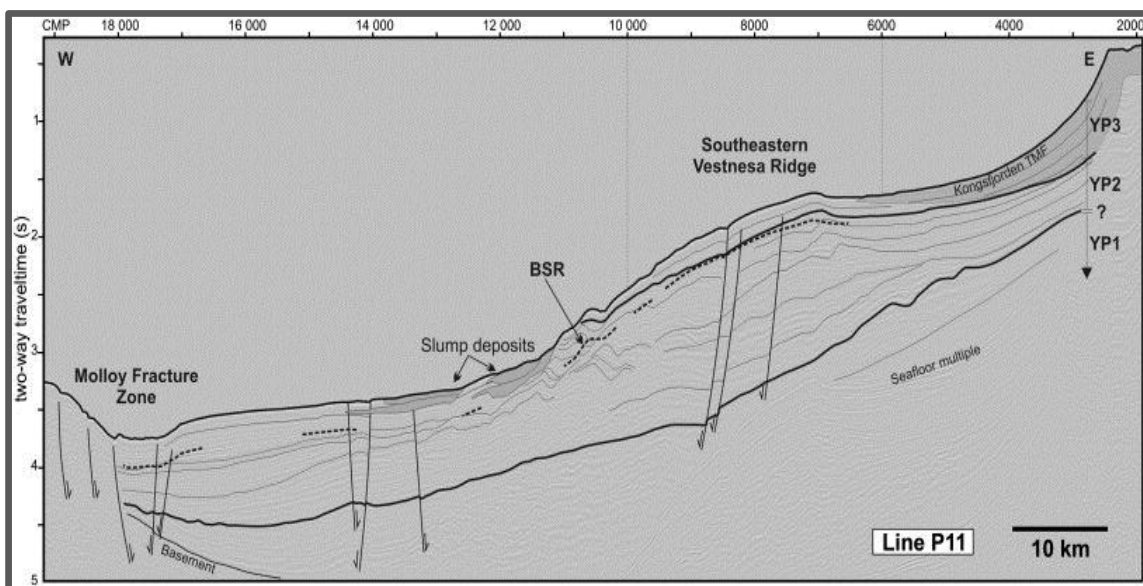 CMP 18 000 16 000 14 000 12 000 10 000 8000 6000 4000 2000
W
E
two-way traveltime (s)
1
2
3
4
5
YP3
Kongsfjorden TMF
Southeastern
Vestnesa Ridge
YP2
?
YP1
BSR
Slump deposits
Seafloor multiple
Molloy Fracture
Zone
Basement
Line P11
10 km